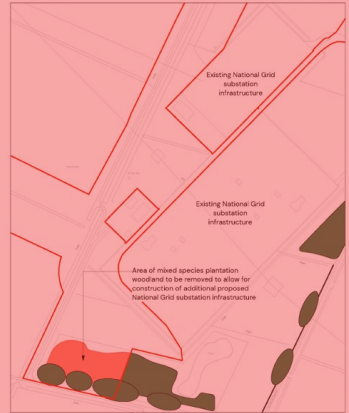 Existing National Grid
substation
infrastructure
Existing National Grid
substation
infrastructure
Area of mixed species plantation
woodland to be removed to allow for
construction of additional proposed
National Grid substation infrastructure